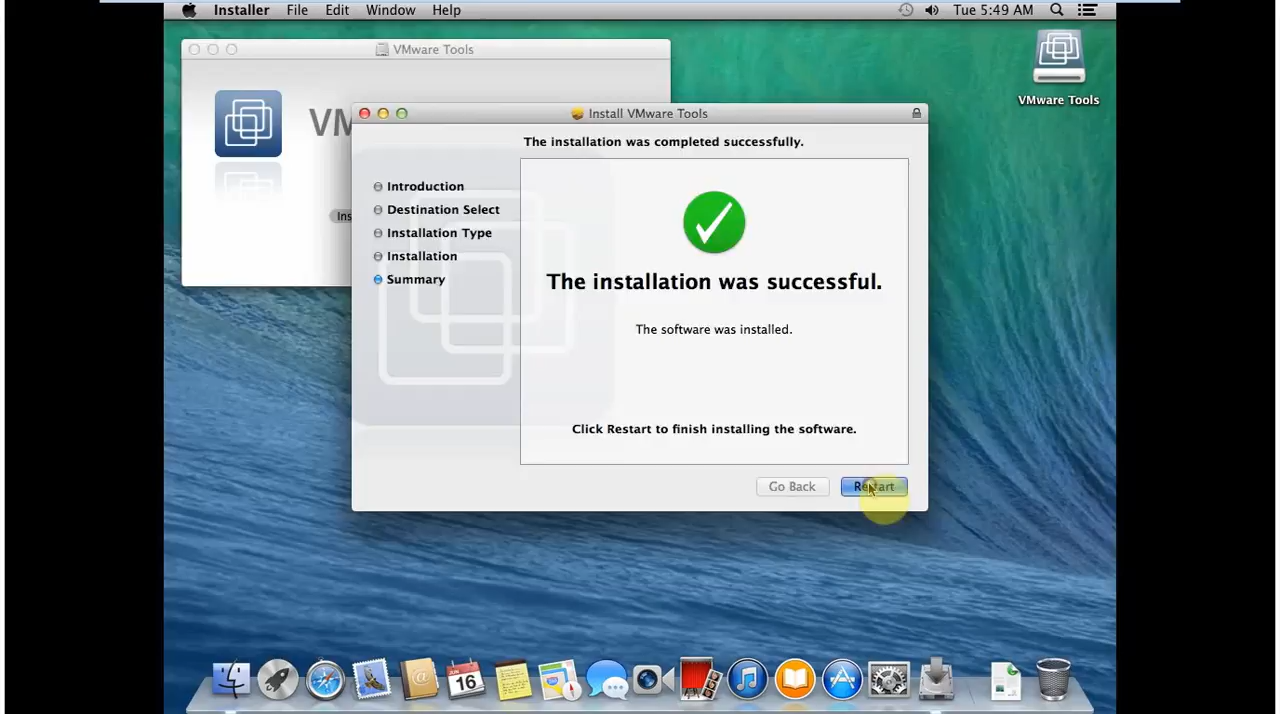 Installer File Edit Window Help Tue 5:49 AM
VMware Tools
VMware Tools
Install VMware Tools
The installation was completed successfully.
Introduction
Destination Select
Installation Type
Installation
Summary
The installation was successful.
The software was installed.
Click Restart to finish installing the software.
Go Back Restart
JUN
16